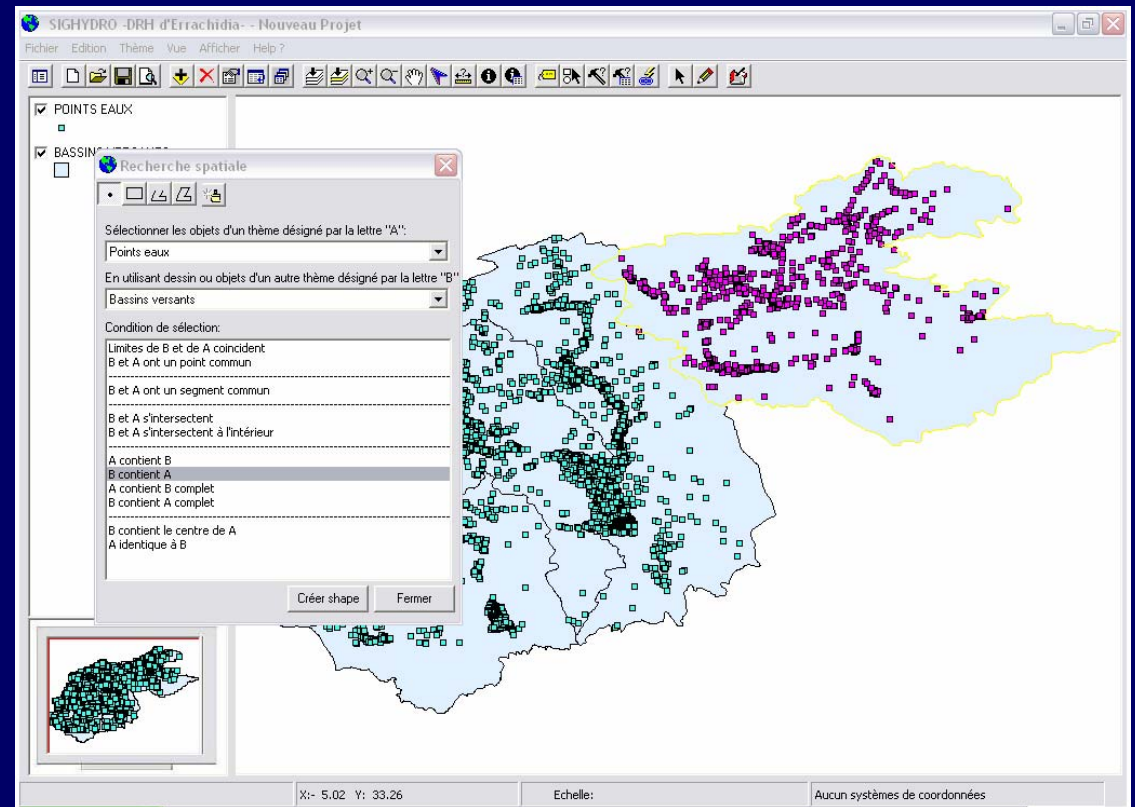 SIGHYDRO -DRH d'Errachidia- - Nouveau Projet
Fichier Edition Thème Vue Afficher Help ?
POINTS EAUX
BASSINS
Recherche spatiale
Sélectionner les objets d'un thème désigné par la lettre "A":
Points eaux
En utilisant dessin ou objets d'un autre thème désigné par la lettre "B"
Bassins versants
Condition de sélection:
Limites de B et de A coincident
B et A ont un point commun
B et A ont un segment commun
B et A s'intersectent
B et A s'intersectent à l'intérieur
A contient B
B contient A
A contient B complet
B contient A complet
B contient le centre de A
A identique à B
Créer shape Fermer
X:- 5.02 Y: 33.26 Echelle: Aucun systèmes de coordonnées